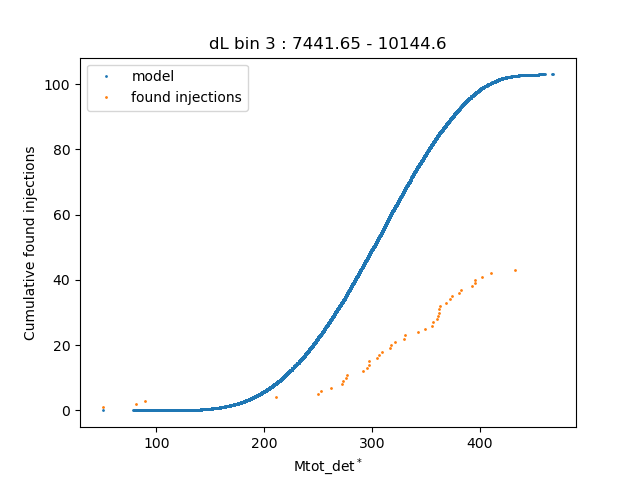 dL bin 3 : 7441.65 - 10144.6
model
found injections
Cumulative found injections
100
80
60
40
20
0
100 200 300 400
Mtot_det*